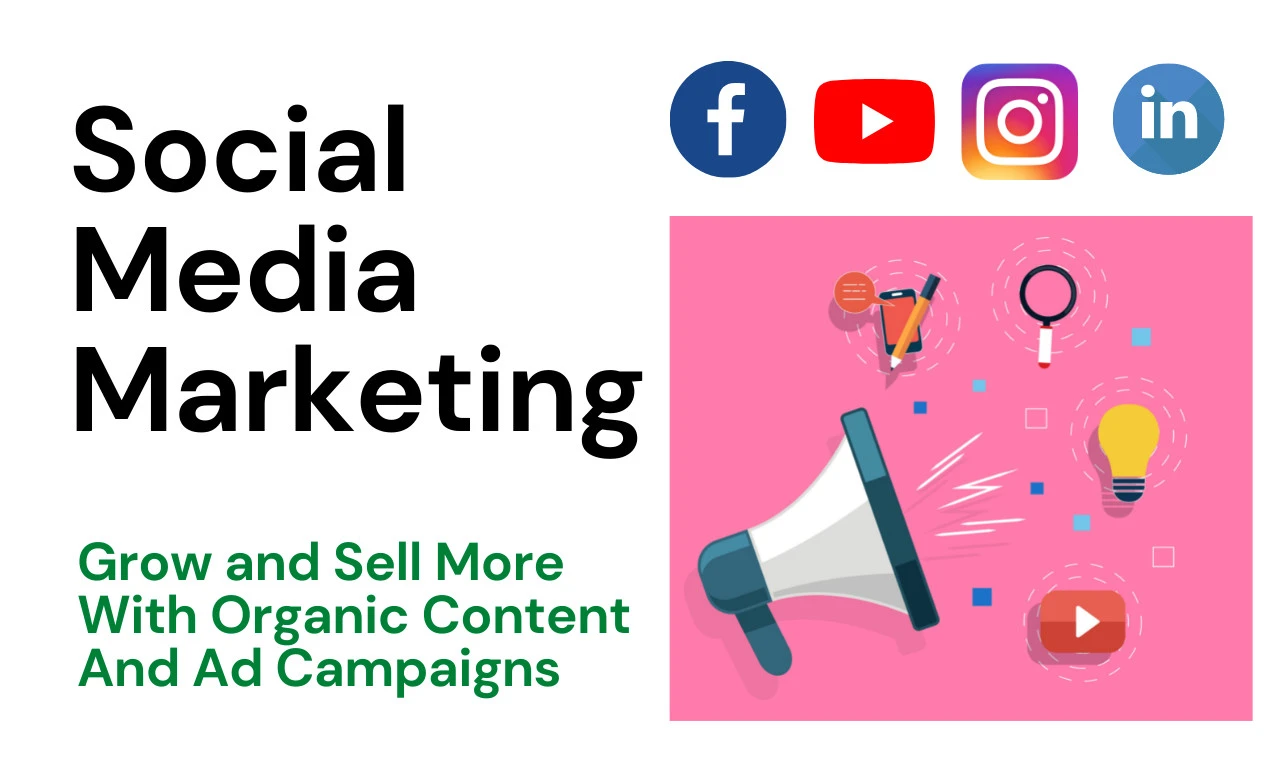 Social
Media
Marketing
Grow and Sell More
With Organic Content
And Ad Campaigns
f
in